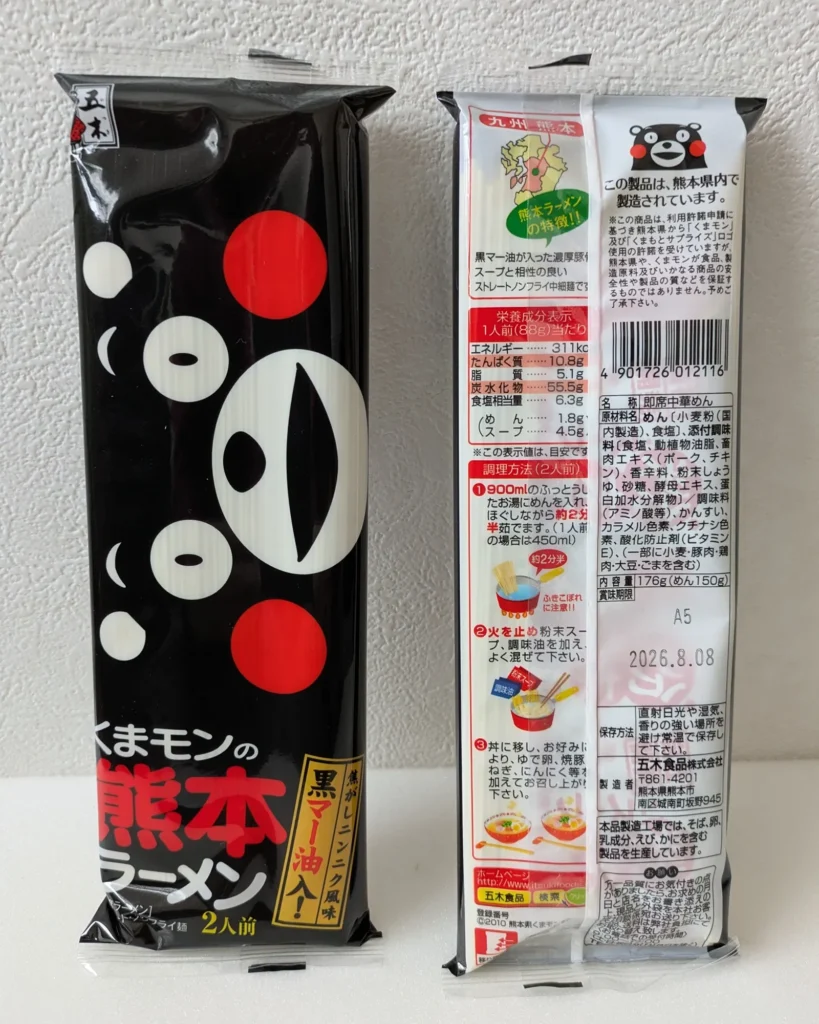 五木
くまモンの
熊本
ラーメン
焦がしニンニク風味
黒マー油入!
2人前
九州 熊本
熊本ラーメン
の特徴!!
黒マー油が入った濃厚豚
スープと相性の良い
ストレートノンフライ中細麺です
栄養成分表示
1人前(88g)当たり
エネルギー …… 311kc
たんぱく質 …… 10.8g
脂質 …… 5.1g
炭水化物 …… 55.5g
食塩相当量 …… 6.3g
(めん …… 1.8g
スープ …… 4.5g
※この表示値は、目安です
調理方法(2人前)
❶900mlのふっとうし
たお湯にめんを入れ、
ほぐしながら約2分
半茹でます。(1人前
の場合は450ml)
約2分半
ふきこぼれ
に注意!!
❷火を止め粉末スー
プ、調味油を加え、
よく混ぜて下さい。
粉末スープ
調味油
❸丼に移し、お好みに
より、ゆで卵、焼豚
ねぎ、にんにく等を
加えてお召し上がり
下さい。
ホームページ
五木食品 検索
登録番号
©2010 熊本県くまモン
この製品は、熊本県内で
製造されています。
※この商品は、利用許諾申請に
基づき熊本県から「くまモン」
及び「くまもとサプライズ」ロゴ
使用の許諾を受けていますが、
熊本県や、くまモンが食品、製
造原料及びいかなる商品の安
全性や製品の質などを保証す
るものではありません。予めご
了承下さい。
4 901726 012116
名称 即席中華めん
原材料名 めん〔小麦粉(国
内製造)、食塩〕、添付調味
料〔食塩、動植物油脂、畜
肉エキス(ポーク、チキ
ン)、香辛料、粉末しょう
ゆ、砂糖、酵母エキス、蛋
白加水分解物〕/調味料
(アミノ酸等)、かんすい、
カラメル色素、クチナシ色
素、酸化防止剤(ビタミン
E)、(一部に小麦・豚肉・鶏
肉・大豆・ごまを含む)
内容量 176g(めん150g)
賞味期限
A5
2026.8.08
保存方法 直射日光や湿気、
香りの強い場所を
避け常温で保存し
て下さい。
製造者 五木食品株式会社
〒861-4201
熊本県熊本市
南区城南町坂野945
本品製造工場では、そば、卵、
乳成分、えび、かにを含む
製品を生産しています。
お願い